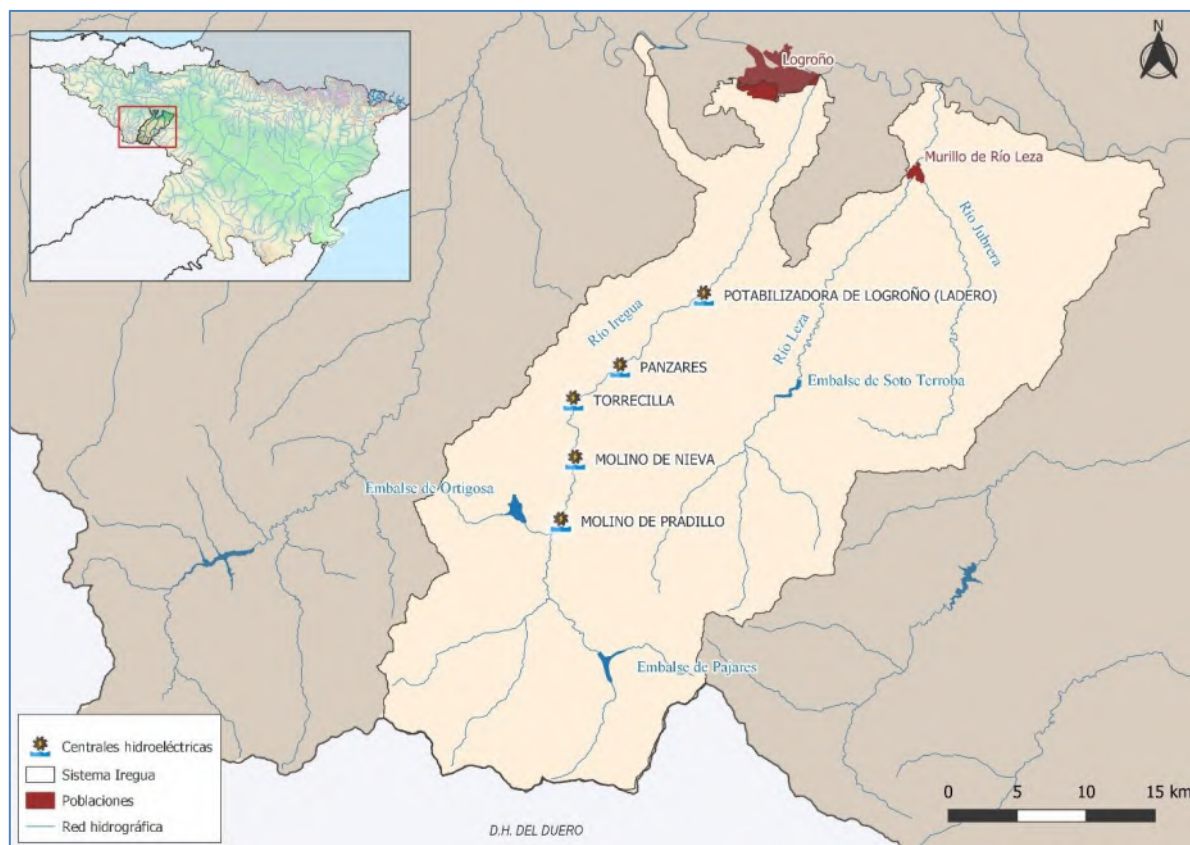 N
Logroño
Murillo de Río Leza
Río Jubrera
POTABILIZADORA DE LOGROÑO (LADERO)
Río Iregua
Río Leza
PANZARES
Embalse de Soto Terroba
TORRECILLA
MOLINO DE NIEVA
Embalse de Ortigosa
MOLINO DE PRADILLO
Embalse de Pajares
Centrales hidroeléctricas
Sistema Iregua
Poblaciones
Red hidrográfica
0 5 10 15 km
D.H. DEL DUERO